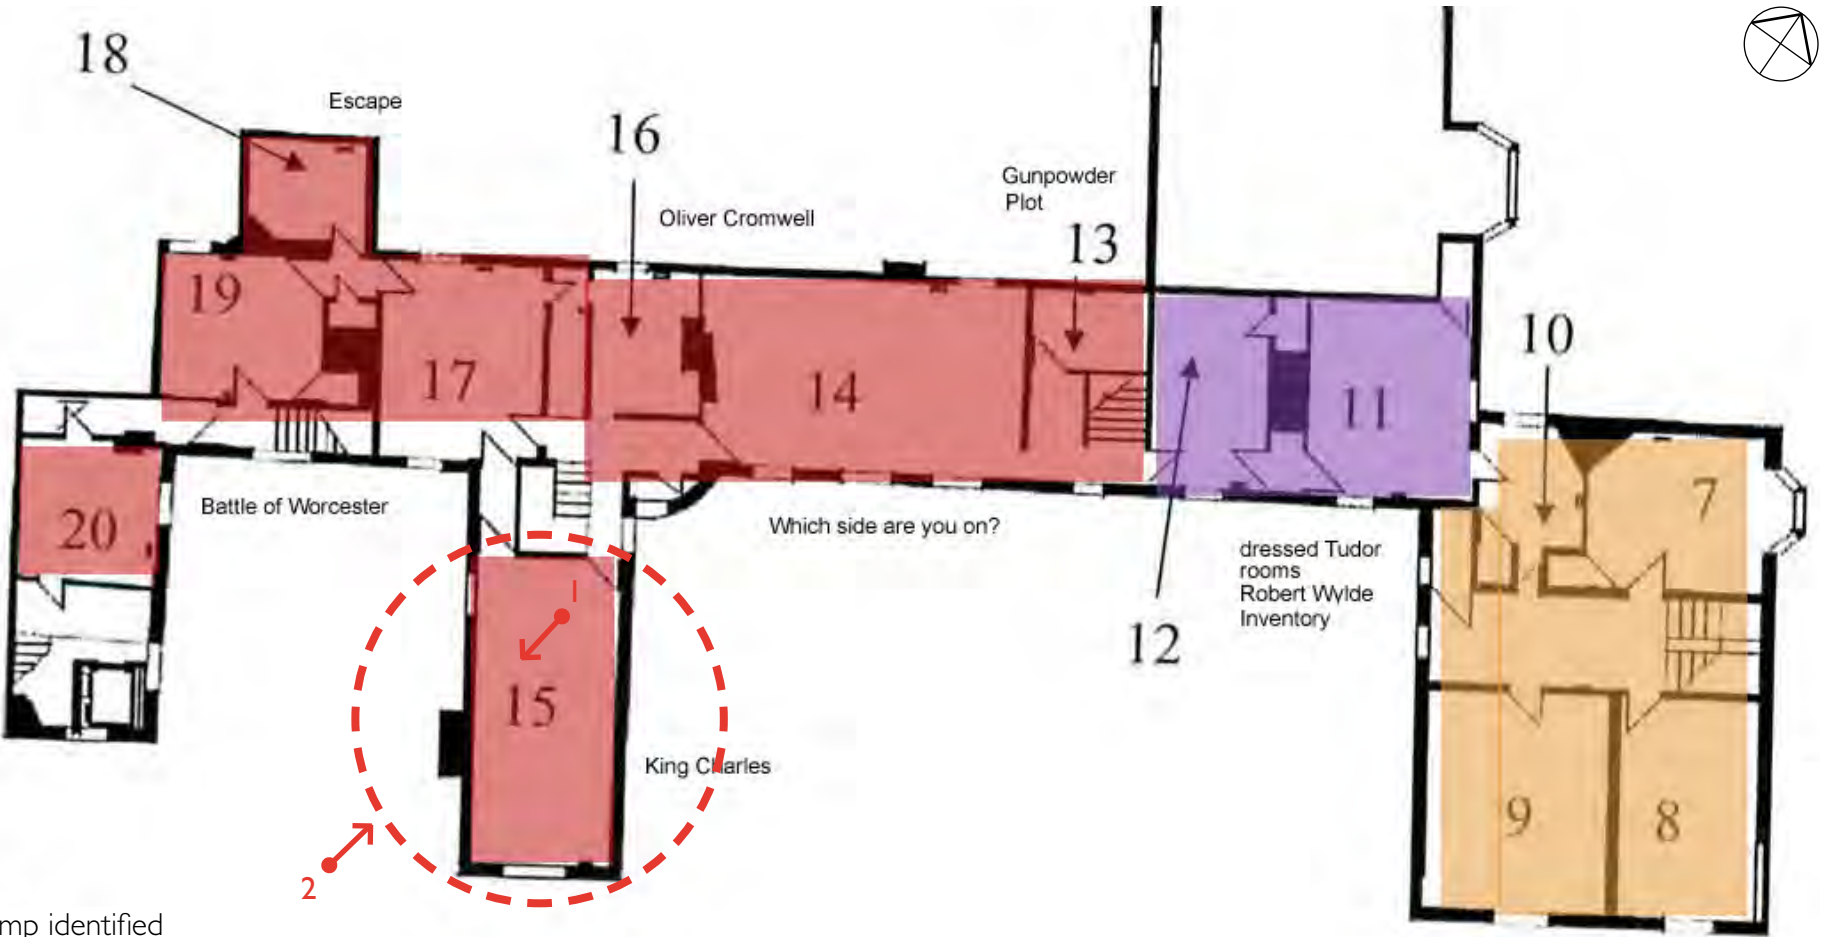 18
Escape
16
Gunpowder
Plot
Oliver Cromwell
13
19
10
17
14
11
7
20
Battle of Worcester
Which side are you on?
dressed Tudor
rooms
Robert Wylde
Inventory
1
12
15
King Charles
9
8
2
mp identified